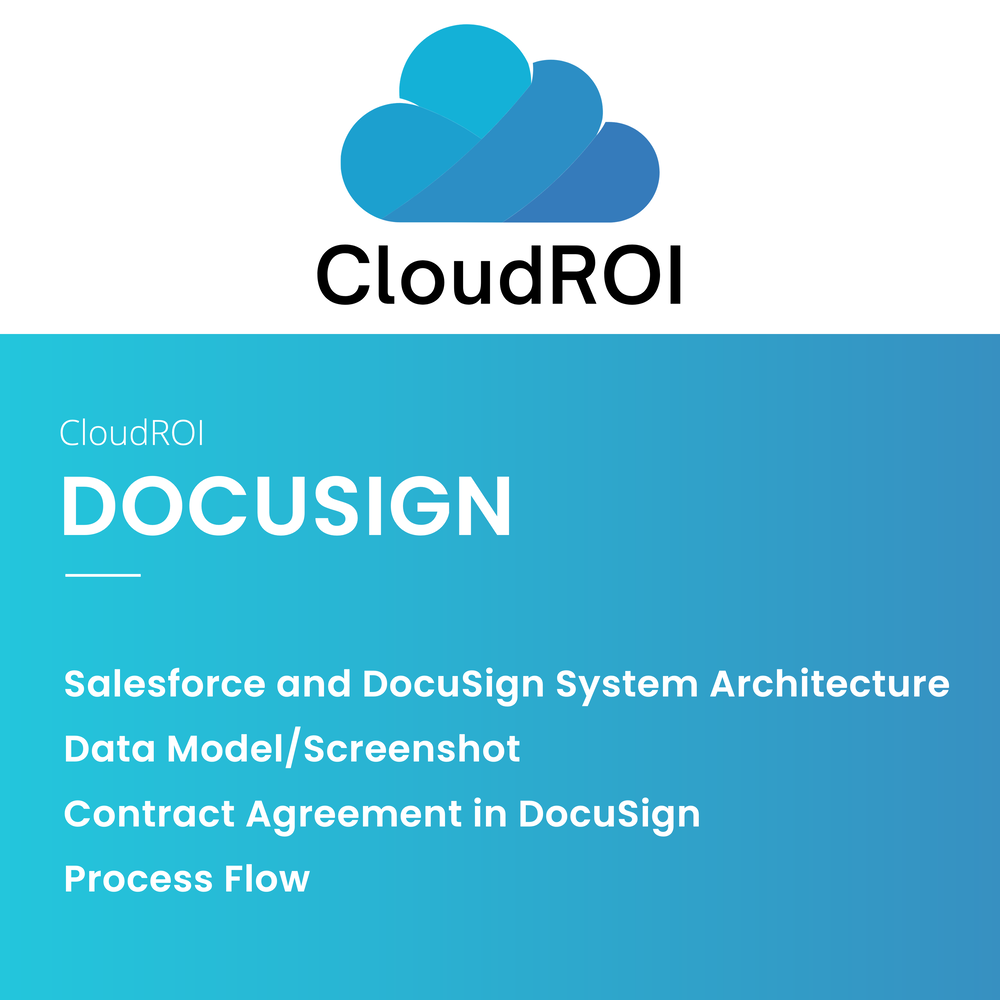 CloudROI
CloudROI
DOCUSIGN
Salesforce and DocuSign System Architecture
Data Model/Screenshot
Contract Agreement in DocuSign
Process Flow